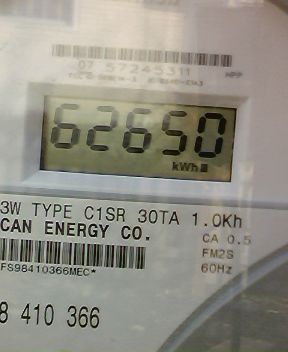 07 57245311
MPP
62650
kWh
3W TYPE C1SR 30TA 1.0Kh
CAN ENERGY CO.
CA 0.5
FM2S
60Hz
FS98410366MEC*
8 410 366